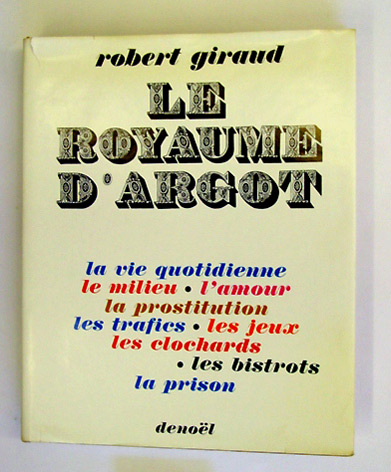 robert giraud
LE
ROYAUME
D'ARGOT
la vie quotidienne
le milieu • l'amour
la prostitution
les trafics • les jeux
les clochards
• les bistrots
la prison
denoël